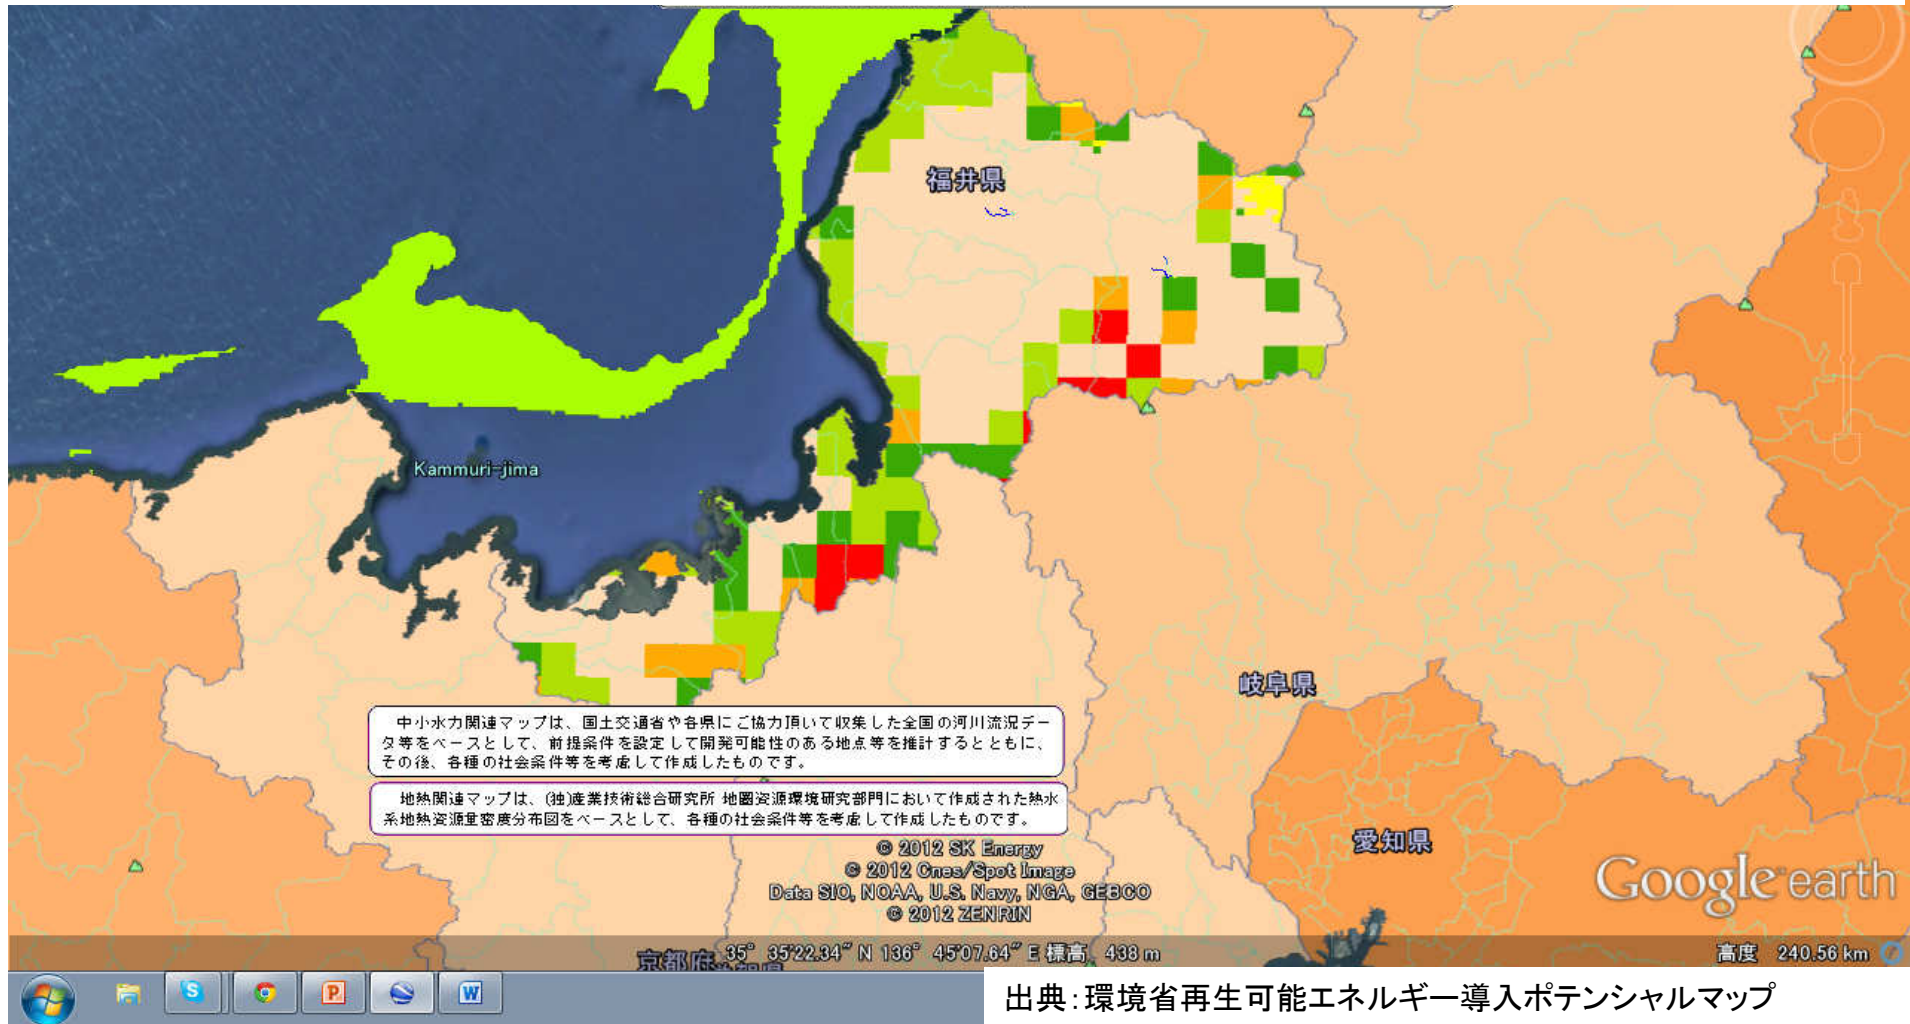 福井県
Kammuri-jima
岐阜県
中小水力関連マップは、国土交通省や各県にご協力頂いて収集した全国の河川流況デー
タ等をベースとして、前提条件を設定して開発可能性のある地点等を推計するとともに、
その後、各種の社会条件等を考慮して作成したものです。
地熱関連マップは、(独)産業技術総合研究所 地圏資源環境研究部門において作成された熱水
系地熱資源量密度分布図をベースとして、各種の社会条件等を考慮して作成したものです。
愛知県
© 2012 SK Energy
© 2012 Cnes/Spot Image
Data SIO, NOAA, U.S. Navy, NGA, GEBCO
© 2012 ZENRIN
Google earth
京都府
35° 35'22.34" N 136° 45'07.64" E 標高 438 m
高度 240.56 km
出典：環境省再生可能エネルギー導入ポテンシャルマップ